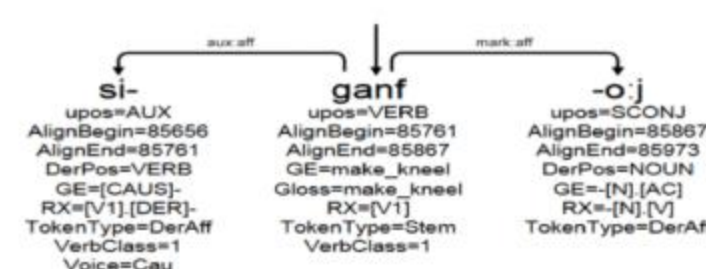 aux:aff
mark:aff
si-
upos=AUX
AlignBegin=85656
AlignEnd=85761
DerPos=VERB
GE=[CAUS]-
RX=[V1].[DER]-
TokenType=DerAff
VerbClass=1
Voice=Cau
ganf
upos=VERB
AlignBegin=85761
AlignEnd=85867
GE=make_kneel
Gloss=make_kneel
RX=[V1]
TokenType=Stem
VerbClass=1
-o:j
upos=SCONJ
AlignBegin=85867
AlignEnd=85973
DerPos=NOUN
GE=-[N].[AC]
RX=-[N].[V]
TokenType=DerAf